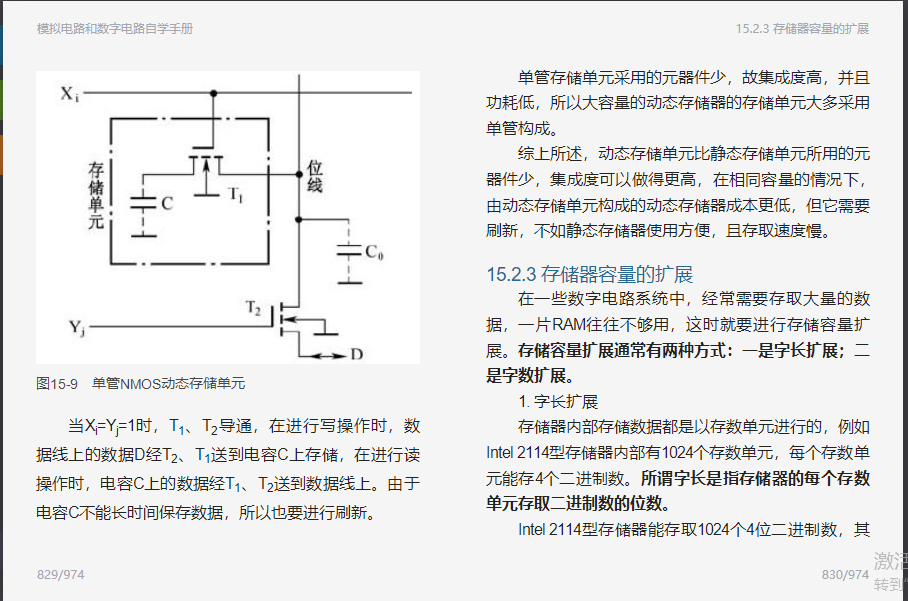 模拟电路和数字电路自学手册
15.2.3 存储器容量的扩展
Xi
存储单元
C
T1
位线
C0
T2
Yj
D
图15-9 单管NMOS动态存储单元
当Xi=Yj=1时，T1、T2导通，在进行写操作时，数
据线上的数据D经T2、T1送到电容C上存储，在进行读
操作时，电容C上的数据经T1、T2送到数据线上。由于
电容C不能长时间保存数据，所以也要进行刷新。
829/974
单管存储单元采用的元器件少，故集成度高，并且
功耗低，所以大容量的动态存储器的存储单元大多采用
单管构成。
综上所述，动态存储单元比静态存储单元所用的元
器件少，集成度可以做得更高，在相同容量的情况下，
由动态存储单元构成的动态存储器成本更低，但它需要
刷新，不如静态存储器使用方便，且存取速度慢。
15.2.3 存储器容量的扩展
在一些数字电路系统中，经常需要存取大量的数
据，一片RAM往往不够用，这时就要进行存储容量扩
展。存储容量扩展通常有两种方式：一是字长扩展；二
是字数扩展。
1. 字长扩展
存储器内部存储数据都是以存数单元进行的，例如
Intel 2114型存储器内部有1024个存数单元，每个存数单
元能存4个二进制数。所谓字长是指存储器的每个存数
单元存取二进制数的位数。
Intel 2114型存储器能存取1024个4位二进制数，其
830/974
激活
转到